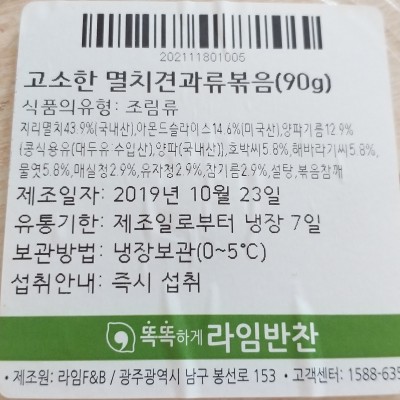 202111801005
고소한 멸치견과류볶음(90g)
식품의유형: 조림류
지리멸치43.9%(국내산),아몬드슬라이스14.6%(미국산),양파기름12.9%
{콩식용유(대두유:수입산),양파(국내산)},호박씨5.8%,해바라기씨5.8%,
물엿5.8%,매실청2.9%,유자청2.9%,참기름2.9%,설탕,볶음참깨
제조일자: 2019년 10월 23일
유통기한: 제조일로부터 냉장 7일
보관방법: 냉장보관(0~5℃)
섭취안내: 즉시 섭취
똑똑하게 라임반찬
• 제조원: 라임F&B / 광주광역시 남구 봉선로 153 • 고객센터: 1588-635